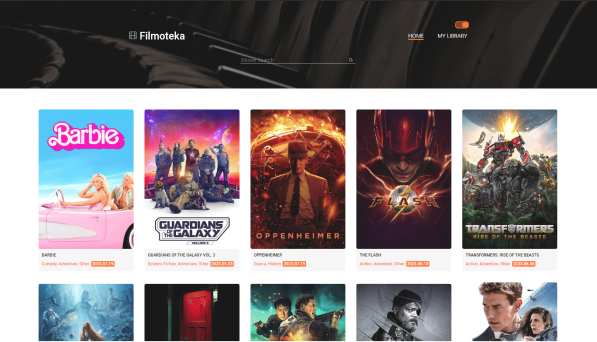 Filmoteka
HOME
MY LIBRARY
Movie Search
Barbie
GUARDIANS
OF THE GALAXY
VOLUME 3
OPPENHEIMER
FLASH
TRANSFORMERS
RISE OF THE BEASTS
BARBIE
Comedy, Adventure, Other 2023-07-19
GUARDIANS OF THE GALAXY VOL. 3
Science Fiction, Adventure, Other 2023-05-03
OPPENHEIMER
Drama, History 2023-07-19
THE FLASH
Action, Adventure, Other 2023-06-13
TRANSFORMERS: RISE OF THE BEASTS
Action, Adventure, Other 2023-06-06